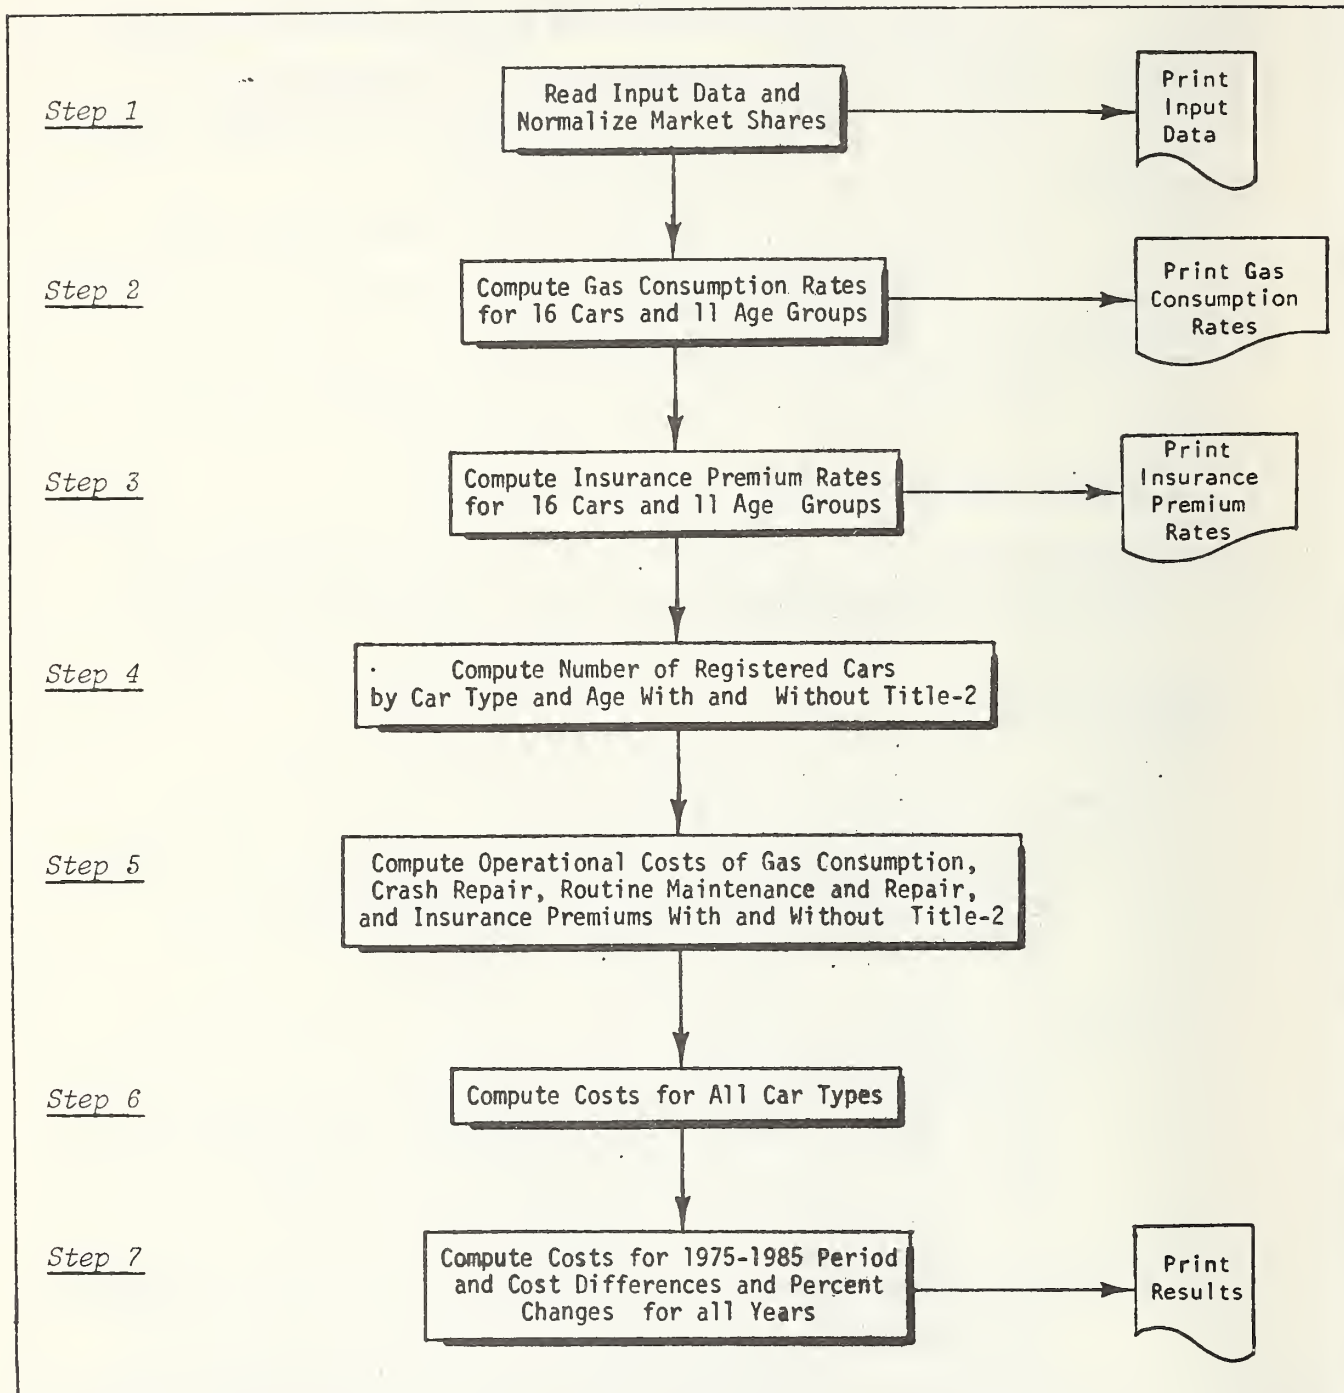 Step 1
Read Input Data and
Normalize Market Shares
Print
Input
Data
Step 2
Compute Gas Consumption Rates
for 16 Cars and 11 Age Groups
Print Gas
Consumption
Rates
Step 3
Compute Insurance Premium Rates
for 16 Cars and 11 Age Groups
Print
Insurance
Premium
Rates
Step 4
Compute Number of Registered Cars
by Car Type and Age With and Without Title-2
Step 5
Compute Operational Costs of Gas Consumption,
Crash Repair, Routine Maintenance and Repair,
and Insurance Premiums With and Without Title-2
Step 6
Compute Costs for All Car Types
Step 7
Compute Costs for 1975-1985 Period
and Cost Differences and Percent
Changes for all Years
Print
Results